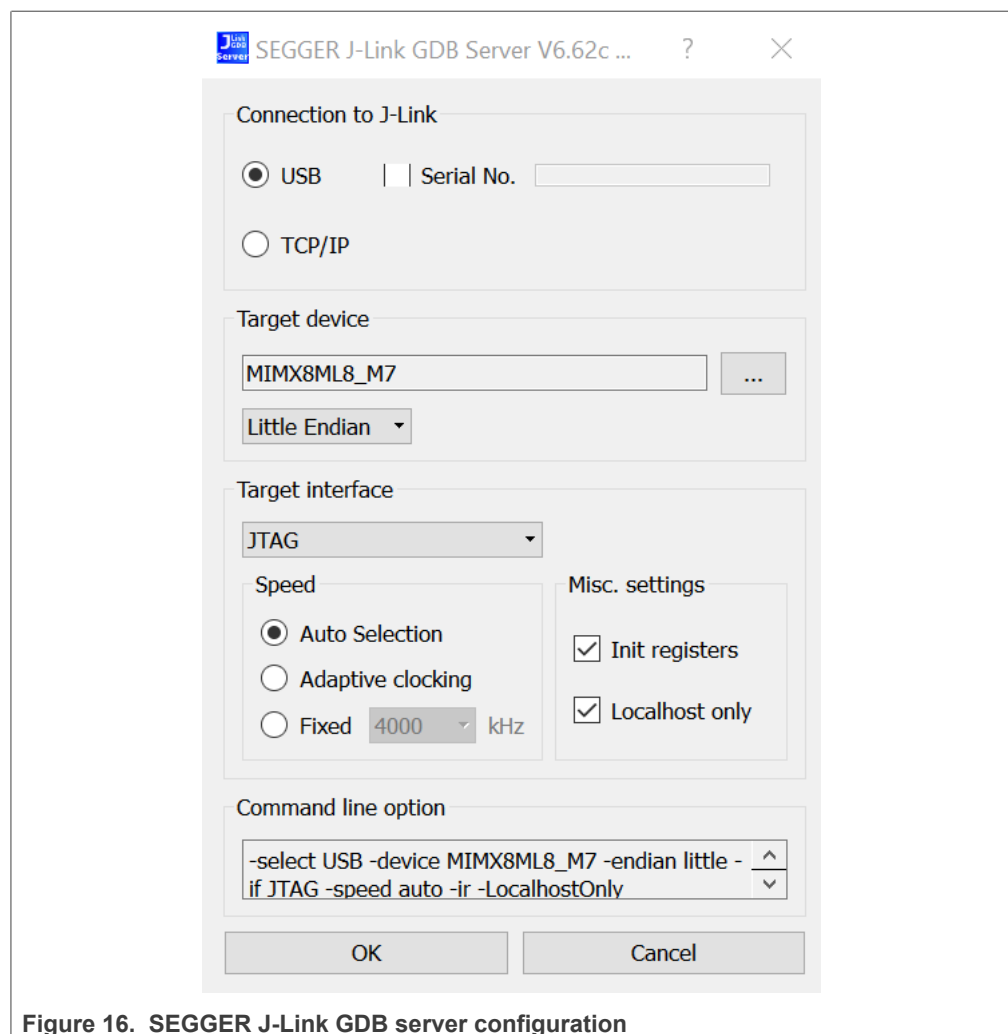 J-Link GDB Server
SEGGER J-Link GDB Server V6.62c ... ?
Connection to J-Link
USB Serial No.
TCP/IP
Target device
MIMX8ML8_M7 ...
Little Endian
Target interface
JTAG
Speed Misc. settings
Auto Selection
Init registers
Adaptive clocking
Localhost only
Fixed 4000 kHz
Command line option
-select USB -device MIMX8ML8_M7 -endian little -
if JTAG -speed auto -ir -LocalhostOnly
OK Cancel
Figure 16. SEGGER J-Link GDB server configuration